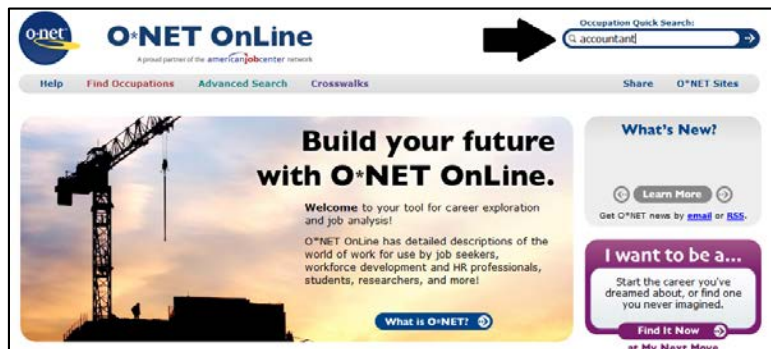 o·net
O*NET OnLine
A proud partner of the americanjobcenter network
Occupation Quick Search:
accountant
Help Find Occupations Advanced Search Crosswalks Share O*NET Sites
Build your future
with O*NET OnLine.
Welcome to your tool for career exploration
and job analysis!
O*NET OnLine has detailed descriptions of the
world of work for use by job seekers,
workforce development and HR professionals,
students, researchers, and more!
What is O*NET?
What's New?
Learn More
Get O*NET news by email or RSS.
I want to be a...
Start the career you've
dreamed about, or find one
you never imagined.
Find It Now
at My Next Move